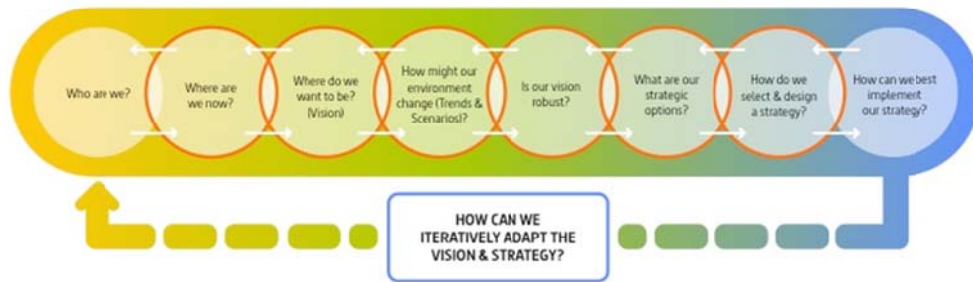 Who are we?
Where are
we now?
Where do we
want to be?
(Vision)
How might our
environment
change (Trends &
Scenarios)?
Is our vision
robust?
What are our
strategic
options?
How do we
select & design
a strategy?
How can we best
implement
our strategy?
HOW CAN WE
ITERATIVELY ADAPT THE
VISION & STRATEGY?